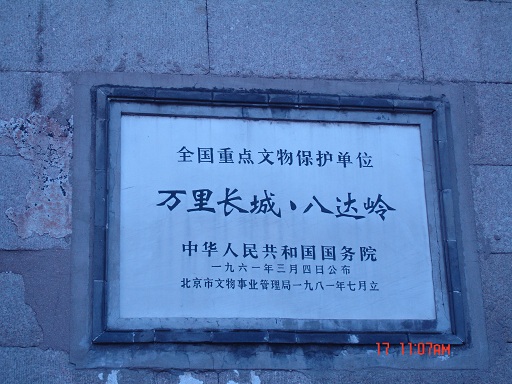 全国重点文物保护单位
万里长城·八达岭
中华人民共和国国务院
一九六一年三月四日公布
北京市文物事业管理局一九八一年七月立
17 11:07AM